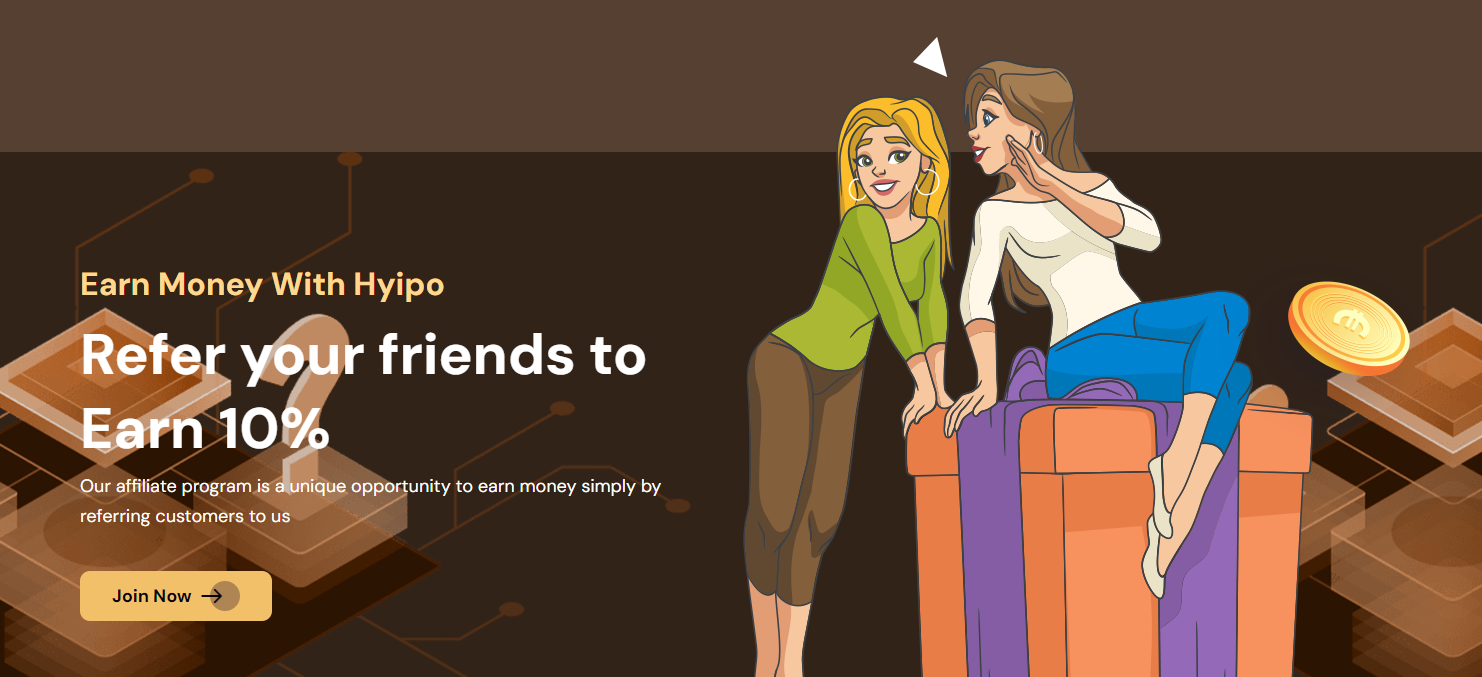 Earn Money With Hyipo
Refer your friends to
Earn 10%
Our affiliate program is a unique opportunity to earn money simply by
referring customers to us
Join Now